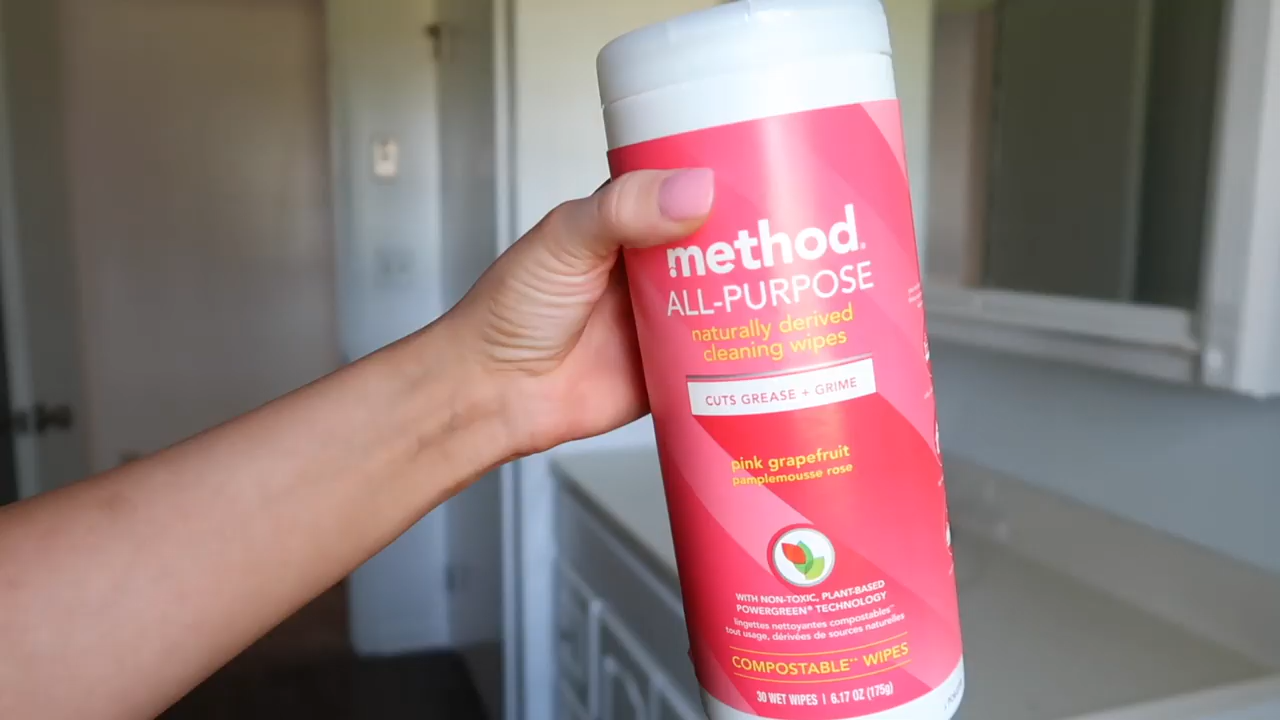 method.
ALL-PURPOSE
naturally derived
cleaning wipes
CUTS GREASE + GRIME
pink grapefruit
pamplemousse rose
WITH NON-TOXIC, PLANT-BASED
POWERGREEN® TECHNOLOGY
lingettes nettoyantes compostables**
tout usage, dérivées de sources naturelles
COMPOSTABLE** WIPES
30 WET WIPES | 6.17 OZ (175g)